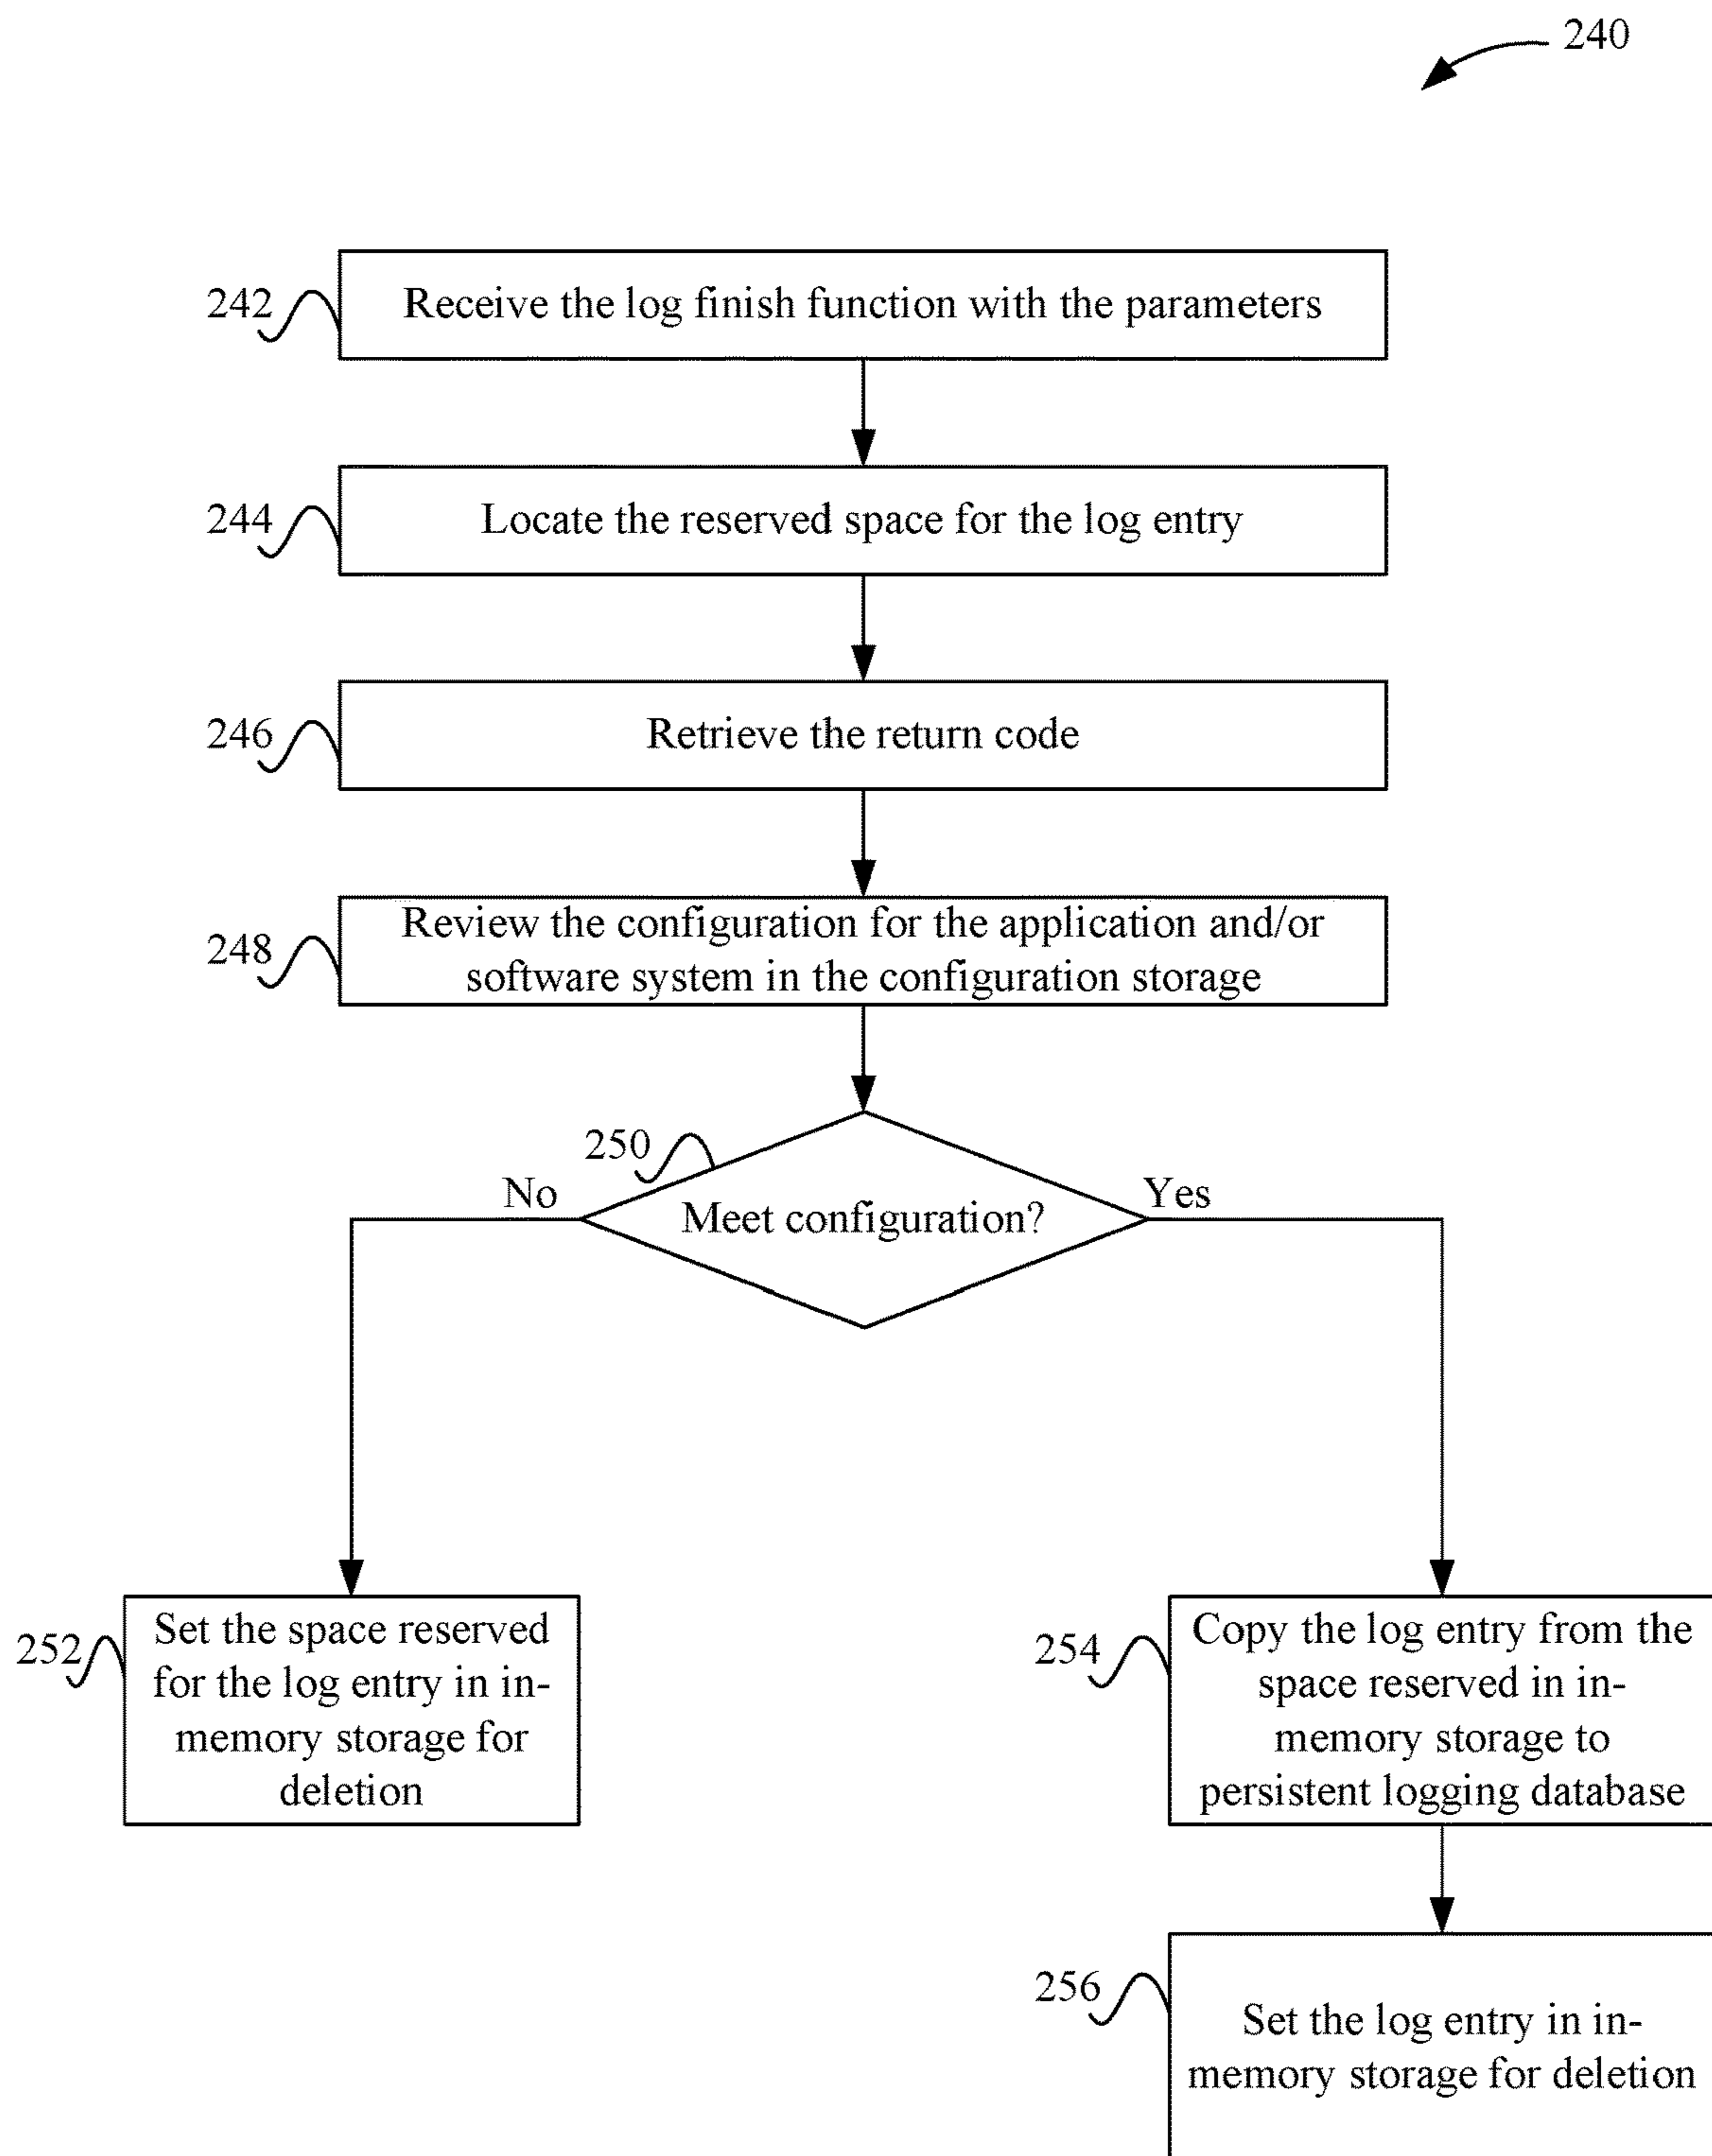 240
242
Receive the log finish function with the parameters
244
Locate the reserved space for the log entry
246
Retrieve the return code
248
Review the configuration for the application and/or
software system in the configuration storage
250
No
Meet configuration?
Yes
252
Set the space reserved
for the log entry in in-
memory storage for
deletion
254
Copy the log entry from the
space reserved in in-
memory storage to
persistent logging database
256
Set the log entry in in-
memory storage for deletion